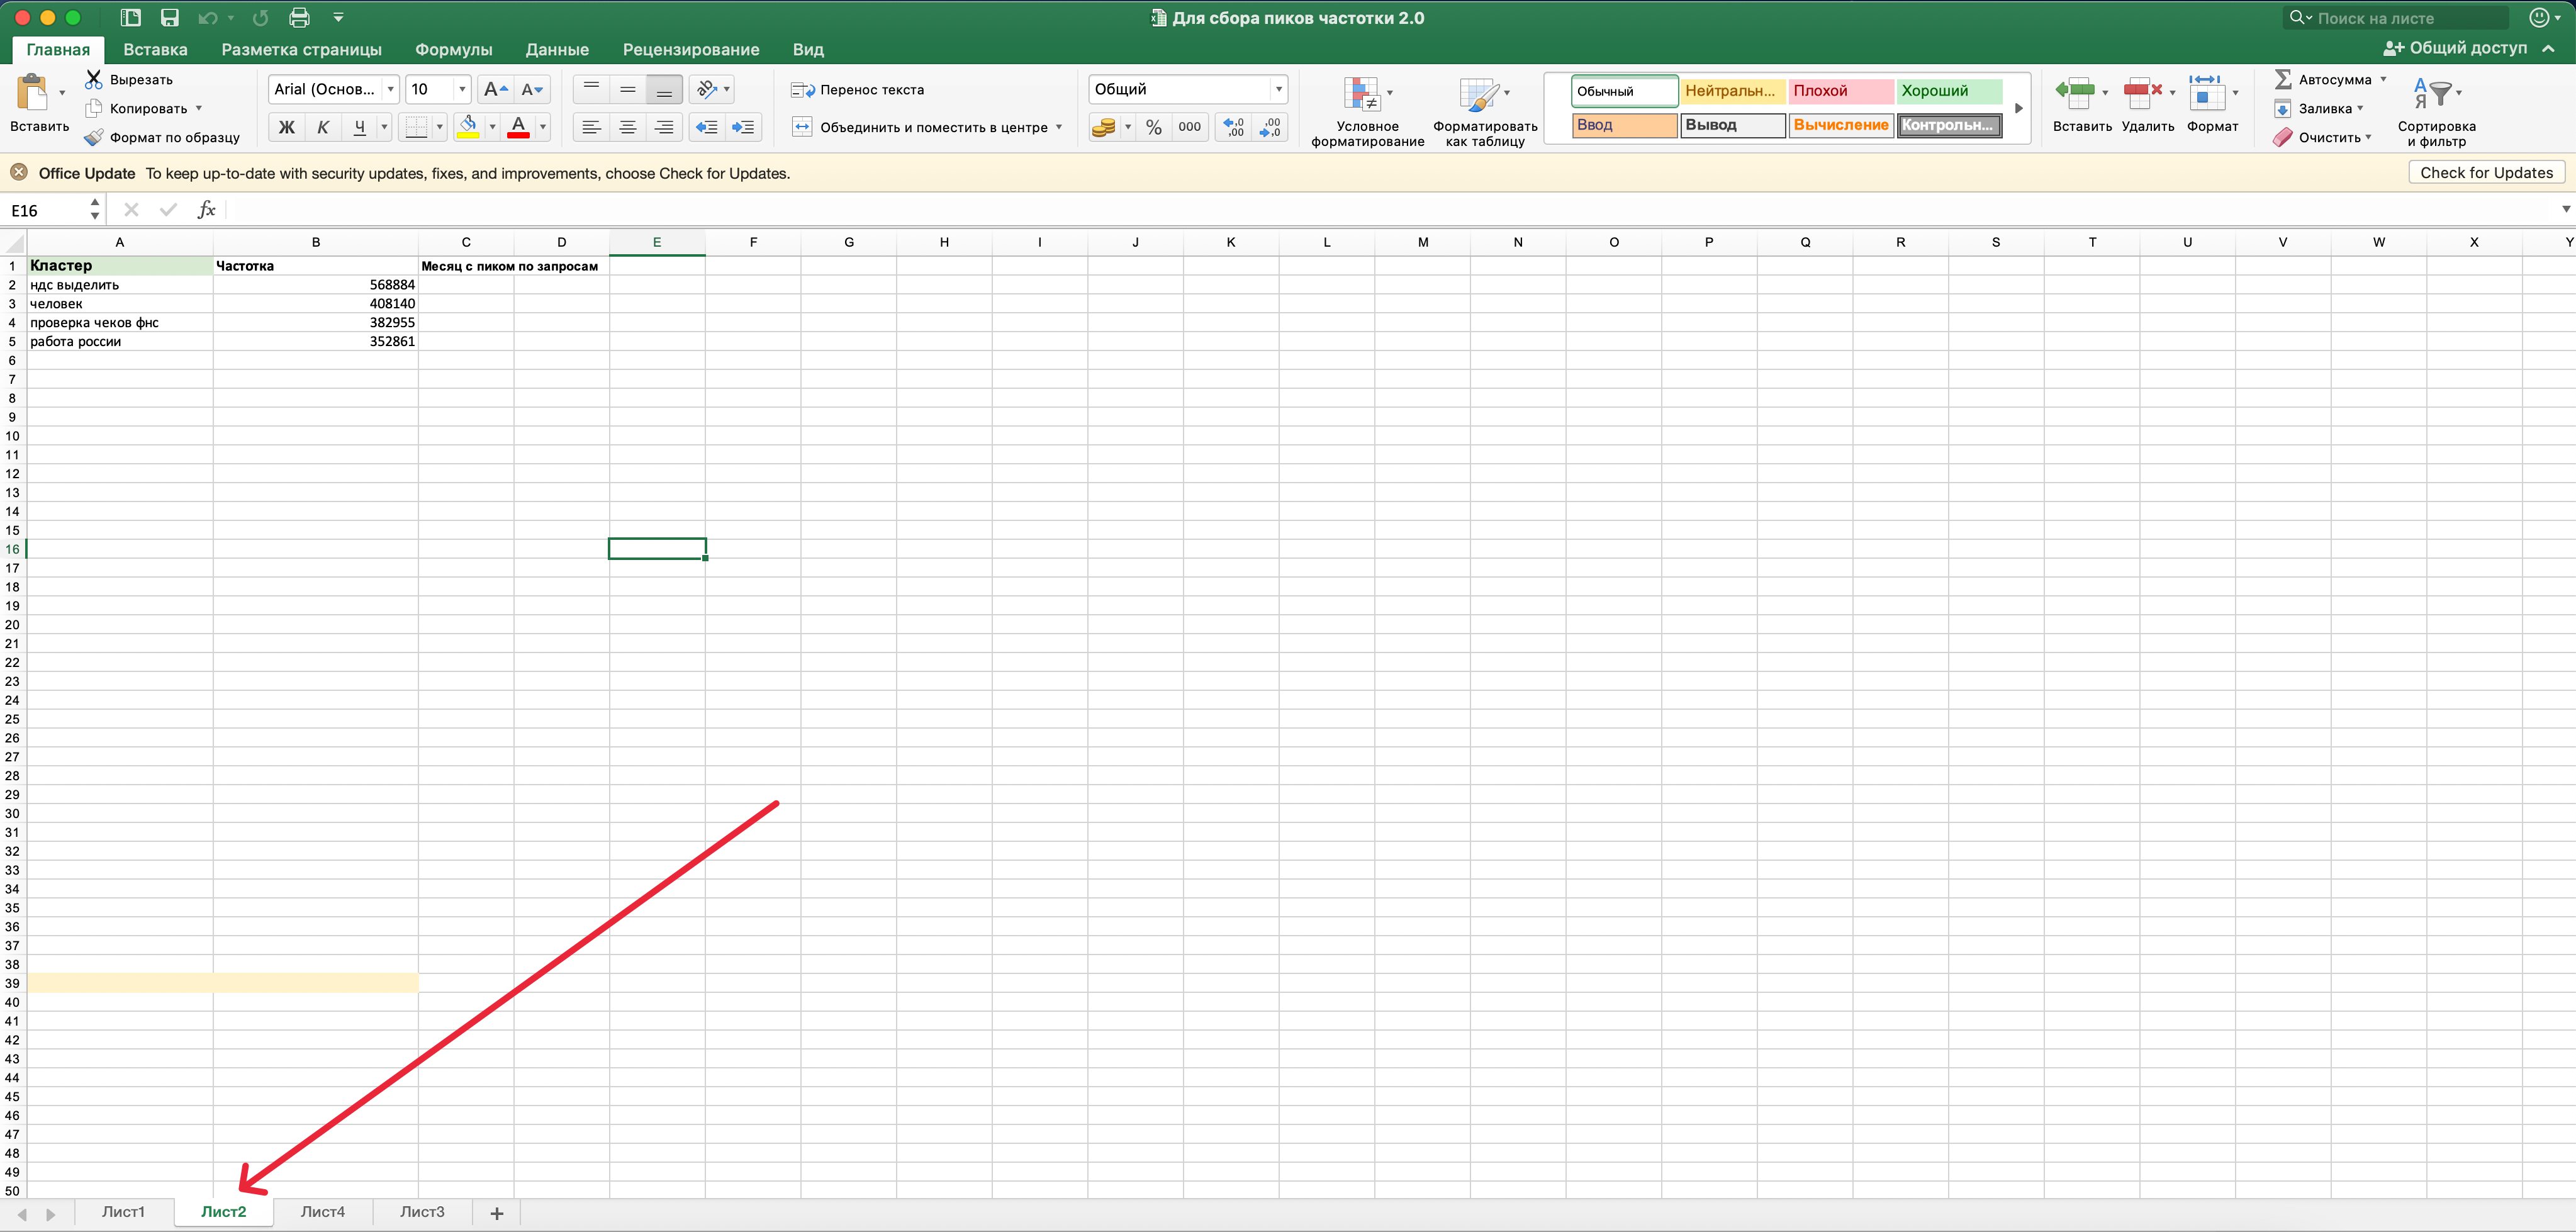 Для сбора пиков частотки 2.0
Поиск на листе
Главная Вставка Разметка страницы Формулы Данные Рецензирование Вид
Общий доступ
Вставить
Вырезать
Копировать
Формат по образцу
Arial (Основ... 10
Ж К Ч
Перенос текста
Объединить и поместить в центре
Общий
% 000
Условное форматирование
Форматировать как таблицу
Обычный Нейтральн... Плохой Хороший
Ввод Вывод Вычисление Контрольн...
Вставить Удалить Формат
Автосумма
Заливка
Очистить
Сортировка и фильтр
Office Update To keep up-to-date with security updates, fixes, and improvements, choose Check for Updates.
Check for Updates
E16 fx
A B C D E F G H I J K L M N O P Q R S T U V W X Y
1 Кластер Частотка Месяц с пиком по запросам
2 ндс выделить 568884
3 человек 408140
4 проверка чеков фнс 382955
5 работа россии 352861
6
7
8
9
10
11
12
13
14
15
16
17
18
19
20
21
22
23
24
25
26
27
28
29
30
31
32
33
34
35
36
37
38
39
40
41
42
43
44
45
46
47
48
49
50
Лист1 Лист2 Лист4 Лист3 +